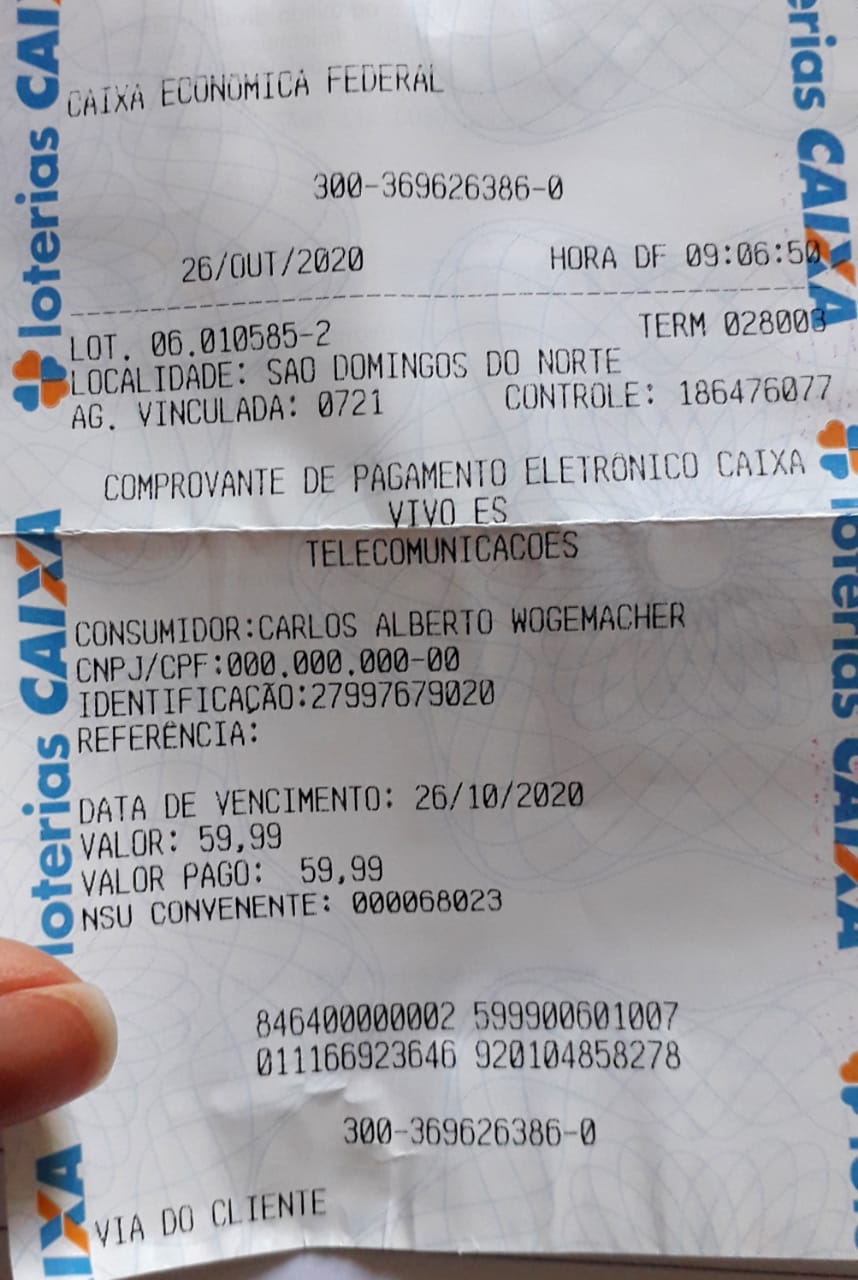 CAIXA ECONOMICA FEDERAL
300-369626386-0
26/OUT/2020 HORA DF 09:06:50
LOT. 06.010585-2 TERM 028003
LOCALIDADE: SAO DOMINGOS DO NORTE
AG. VINCULADA: 0721 CONTROLE: 186476077
COMPROVANTE DE PAGAMENTO ELETRÔNICO CAIXA
VIVO ES
TELECOMUNICACOES
CONSUMIDOR:CARLOS ALBERTO WOGEMACHER
CNPJ/CPF:000.000.000-00
IDENTIFICAÇÃO:27997679020
REFERÊNCIA:
DATA DE VENCIMENTO: 26/10/2020
VALOR: 59,99
VALOR PAGO: 59,99
NSU CONVENENTE: 000068023
846400000002 599900601007
011166923646 920104858278
300-369626386-0
VIA DO CLIENTE
loterias CAIXA
loterias CAIXA
loterias CAIXA